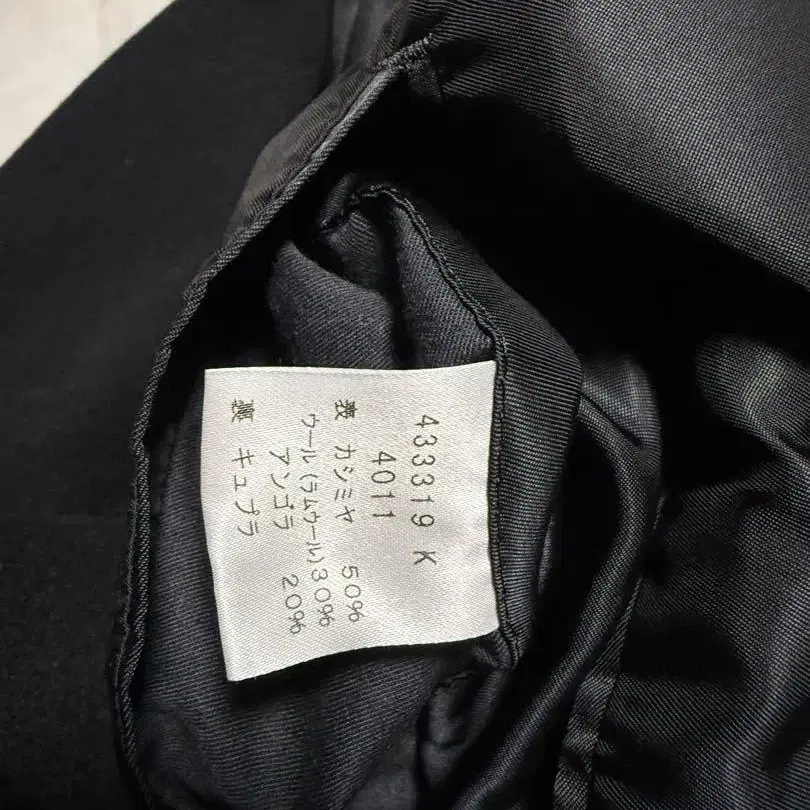 433319 K
4011
表 カシミヤ 50%
ウール(ラムウール)30%
アンゴラ 20%
裏 キュプラ